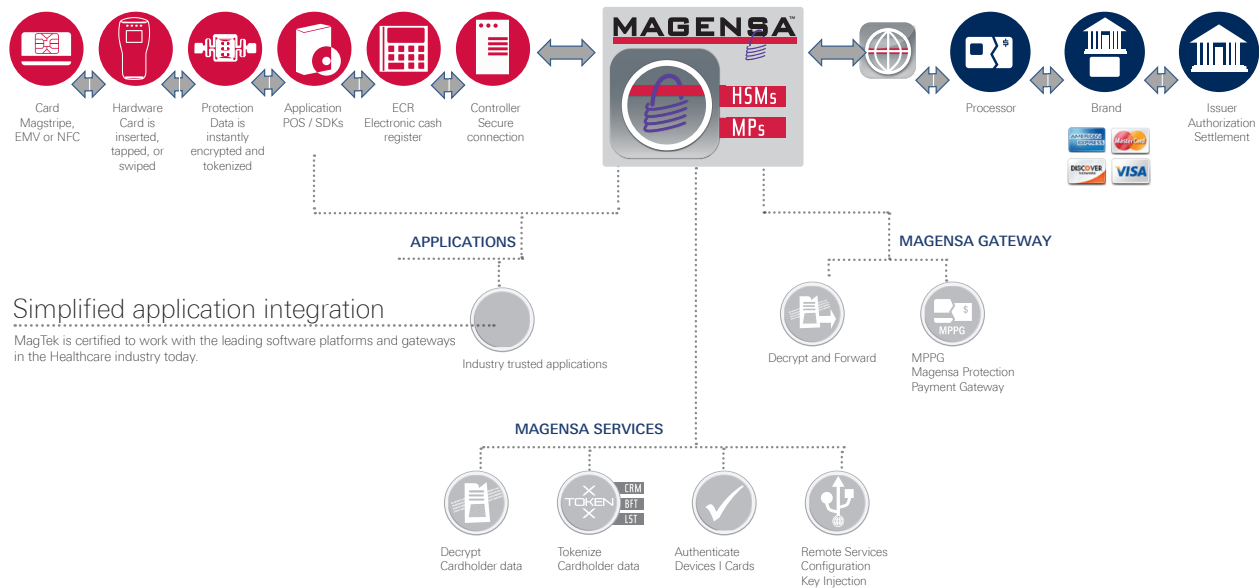 MAGENSA™
HSMs
MPs
Card
Magstripe,
EMV or NFC
Hardware
Card is
inserted,
tapped, or
swiped
Protection
Data is
instantly
encrypted and
tokenized
Application
POS / SDKs
ECR
Electronic cash
register
Controller
Secure
connection
$
Processor
Brand
AMERICAN
EXPRESS
MasterCard
DISCOVER
NETWORK
VISA
Issuer
Authorization
Settlement
APPLICATIONS
MAGENSA GATEWAY
Simplified application integration
MagTek is certified to work with the leading software platforms and gateways
in the Healthcare industry today.
Industry trusted applications
Decrypt and Forward
$
MPPG
MPPG
Magensa Protection
Payment Gateway
MAGENSA SERVICES
Decrypt
Cardholder data
TOKEN
CRM
BFT
LST
Tokenize
Cardholder data
Authenticate
Devices | Cards
Remote Services
Configuration
Key Injection